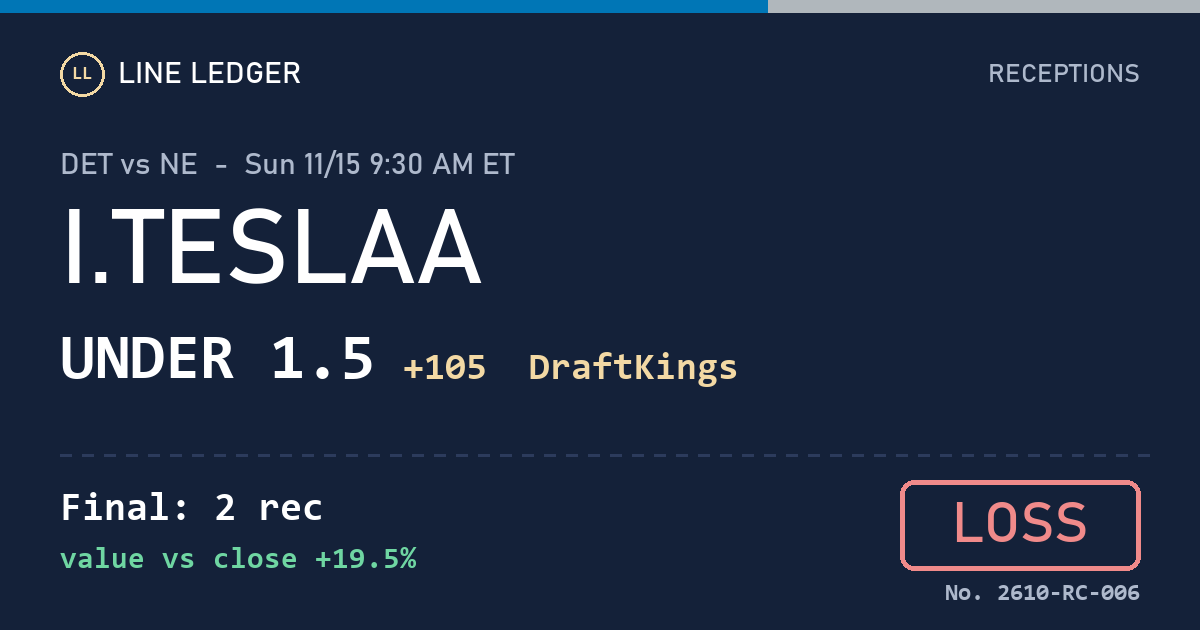 LL LINE LEDGER
RECEPTIONS
DET vs NE - Sun 11/15 9:30 AM ET
I.TESLAA
UNDER 1.5 +105 DraftKings
Final: 2 rec
LOSS
value vs close +19.5%
No. 2610-RC-006